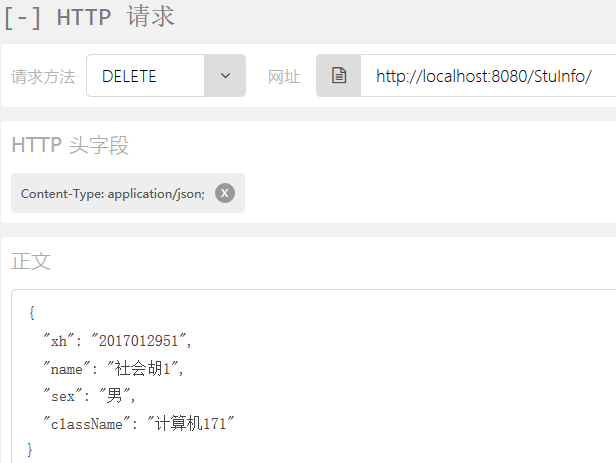 [-] HTTP 请求
请求方法 DELETE 网址 http://localhost:8080/StuInfo/
HTTP 头字段
Content-Type: application/json; X
正文
{
"xh": "2017012951",
"name": "社会胡1",
"sex": "男",
"className": "计算机171"
}